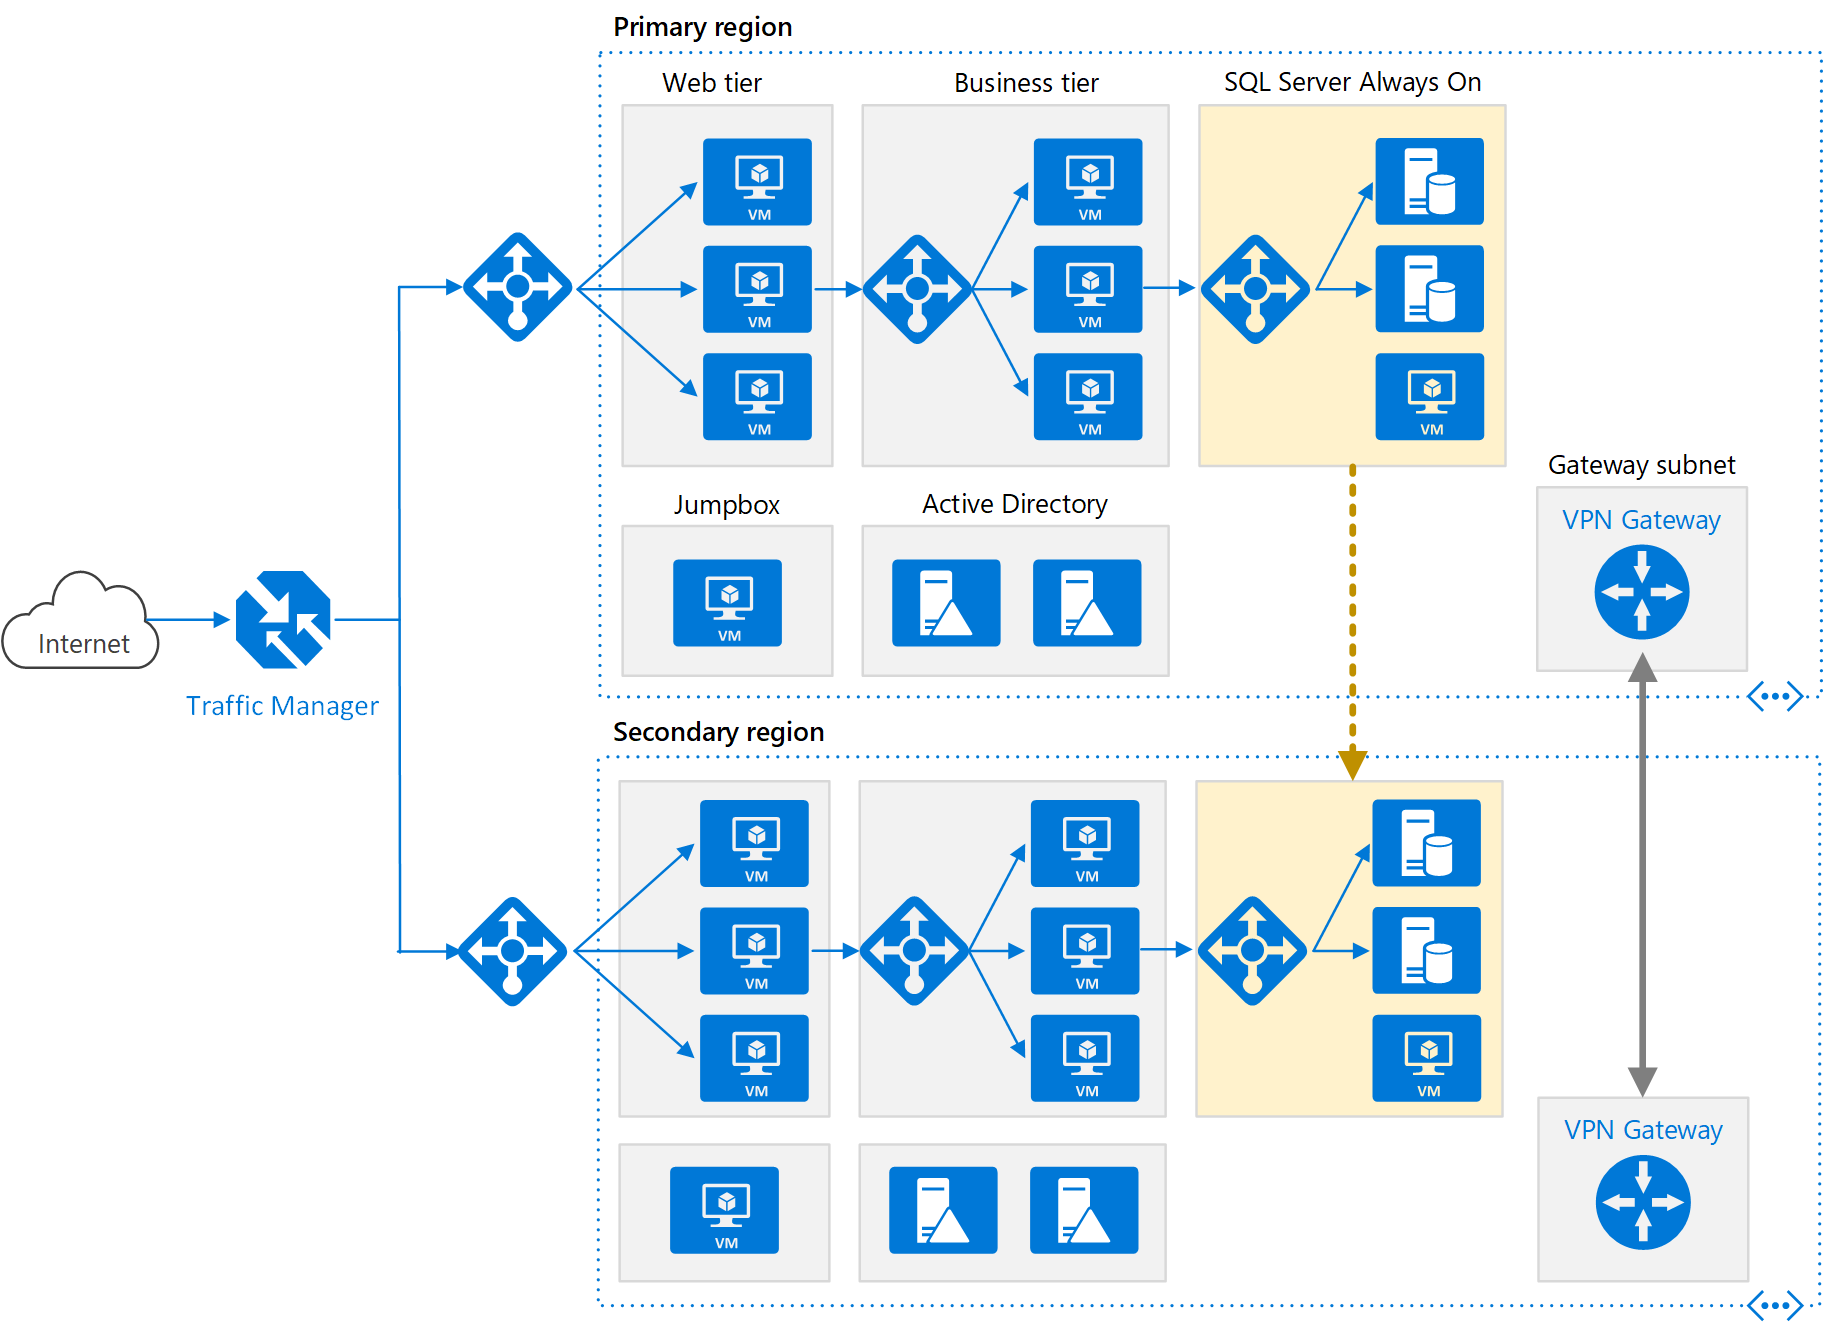 Primary region
Web tier
Business tier
SQL Server Always On
VM
VM
VM
VM
VM
VM
VM
Gateway subnet
VPN Gateway
Jumpbox
Active Directory
VM
Internet
Traffic Manager
Secondary region
VM
VM
VM
VM
VM
VM
VM
VPN Gateway
VM